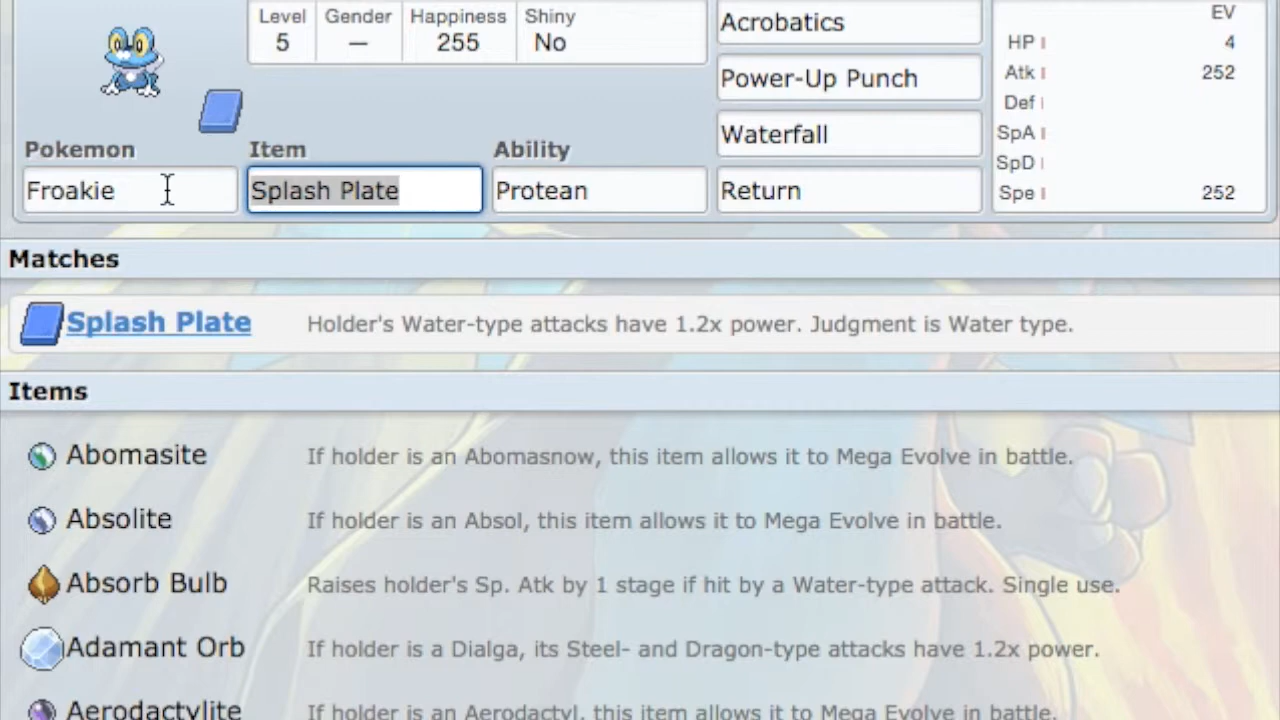 Level Gender Happiness Shiny
5 — 255 No
Pokemon Item Ability
Froakie Splash Plate Protean
Acrobatics
Power-Up Punch
Waterfall
Return
EV
HP 4
Atk 252
Def
SpA
SpD
Spe 252
Matches
Splash Plate Holder's Water-type attacks have 1.2x power. Judgment is Water type.
Items
Abomasite If holder is an Abomasnow, this item allows it to Mega Evolve in battle.
Absolite If holder is an Absol, this item allows it to Mega Evolve in battle.
Absorb Bulb Raises holder's Sp. Atk by 1 stage if hit by a Water-type attack. Single use.
Adamant Orb If holder is a Dialga, its Steel- and Dragon-type attacks have 1.2x power.
Aerodactylite If holder is an Aerodactyl, this item allows it to Mega Evolve in battle.